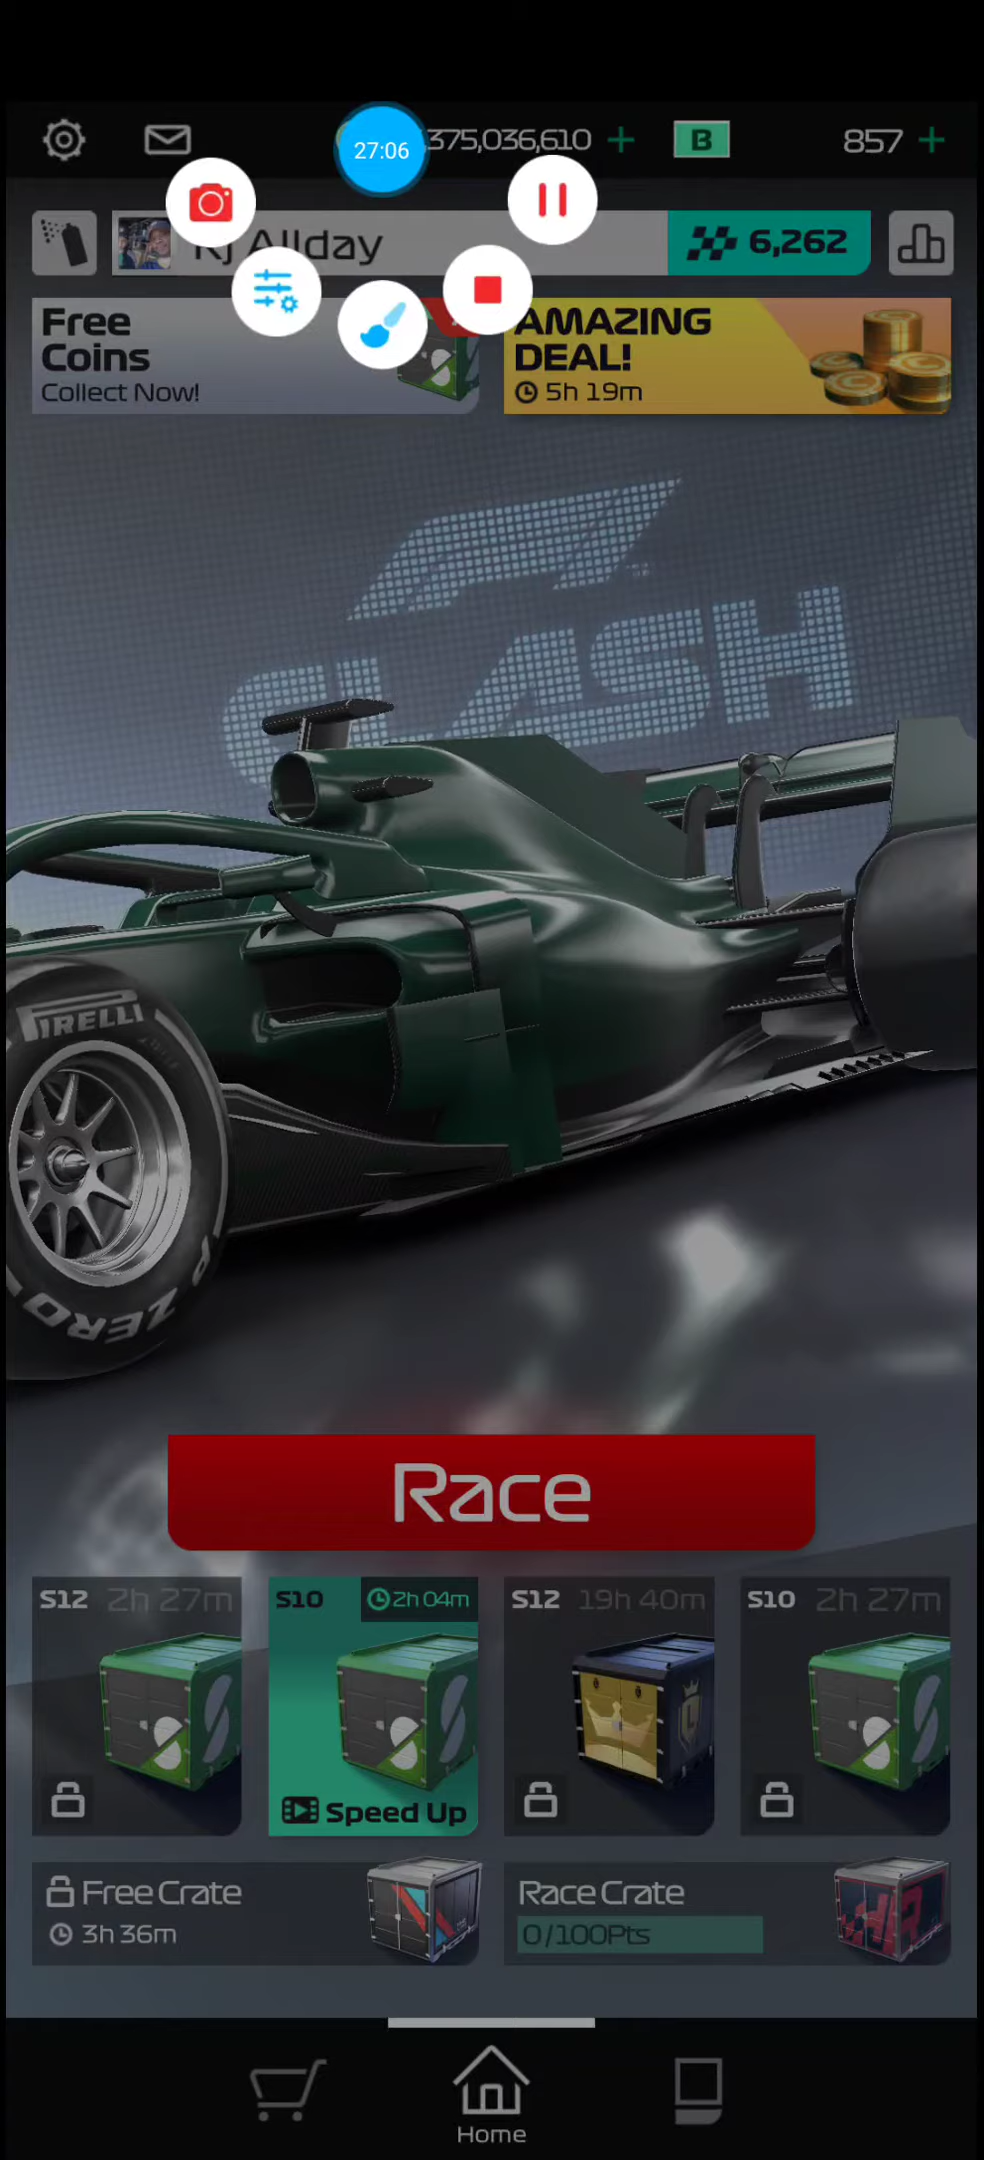 27:06
375,036,610
B
857
Kj Allday
6,262
Free
Coins
Collect Now!
AMAZING
DEAL!
5h 19m
F1
CLASH
PIRELLI
P ZERO
Race
S12 2h 27m
S10 2h 04m
Speed Up
S12 19h 40m
L
S10 2h 27m
Free Crate
3h 36m
Race Crate
0/100Pts
Home